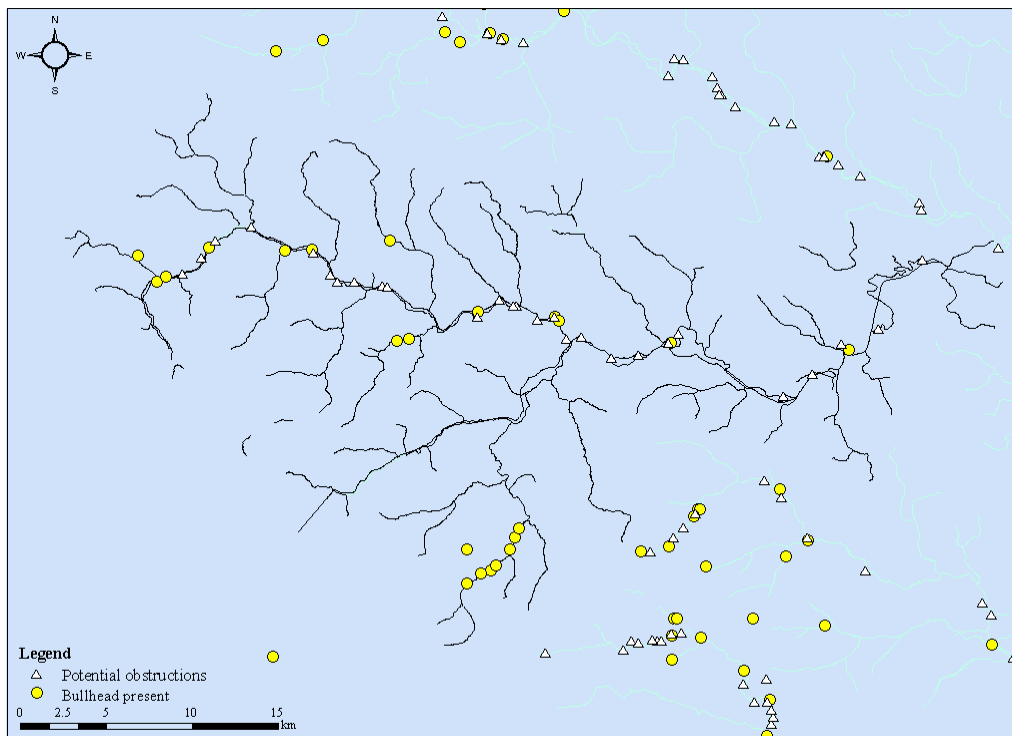 N
W E
S
Legend
Potential obstructions
Bullhead present
0 2.5 5 10 15
km